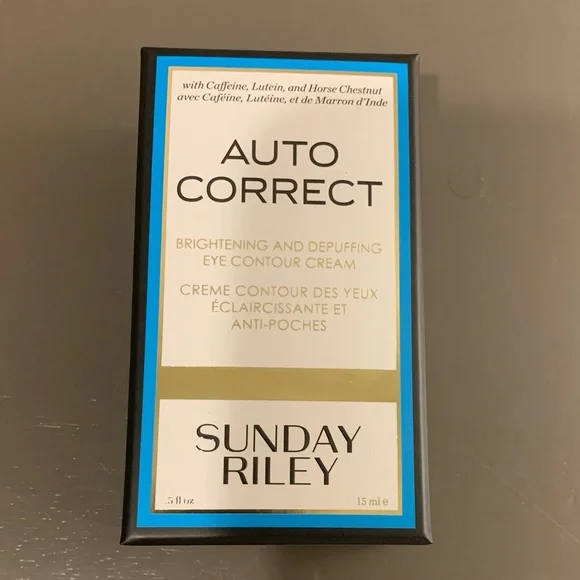 with Caffeine, Lutein, and Horse Chestnut
avec Caféine, Lutéine, et de Marron d'Inde
AUTO
CORRECT
BRIGHTENING AND DEPUFFING
EYE CONTOUR CREAM
CREME CONTOUR DES YEUX
ÉCLAIRCISSANTE ET
ANTI-POCHES
SUNDAY
RILEY
.5 fl oz 15 ml e